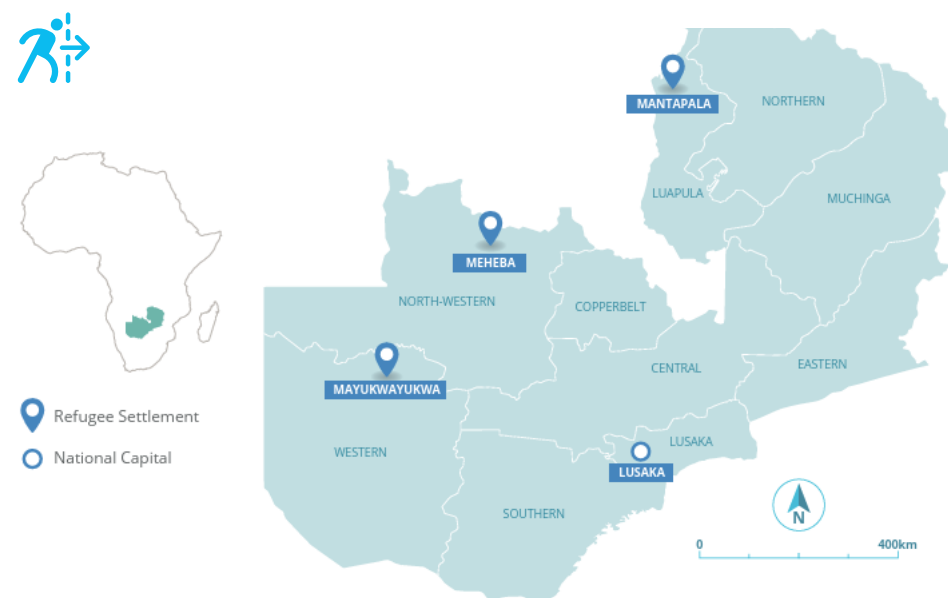 MANTAPALA
NORTHERN
LUAPULA
MUCHINGA
MEHEBA
NORTH-WESTERN
COPPERBELT
MAYUKWAYUKWA
CENTRAL
EASTERN
Refugee Settlement
National Capital
WESTERN
LUSAKA
LUSAKA
SOUTHERN
N
0
400km